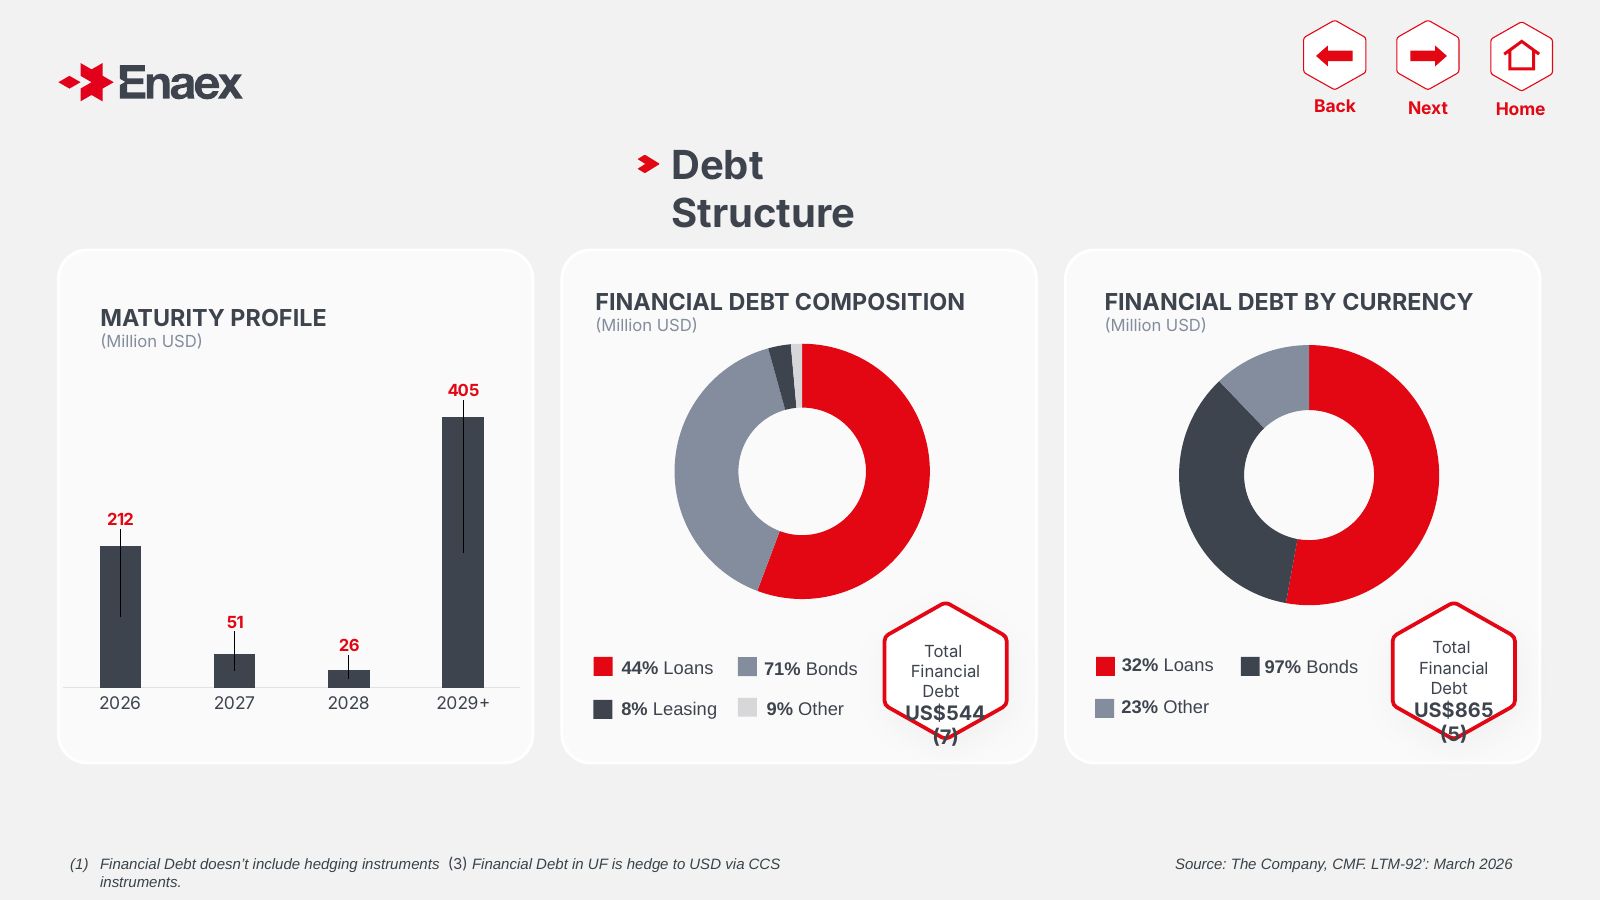 Enaex
Back
Next
Home
Debt
Structure
MATURITY PROFILE
(Million USD)
405
212
51
26
2026
2027
2028
2029+
FINANCIAL DEBT COMPOSITION
(Million USD)
44% Loans
71% Bonds
8% Leasing
9% Other
Total
Financial
Debt
US$544
(7)
FINANCIAL DEBT BY CURRENCY
(Million USD)
32% Loans
97% Bonds
23% Other
Total
Financial
Debt
US$865
(5)
(1) Financial Debt doesn’t include hedging instruments (3) Financial Debt in UF is hedge to USD via CCS
instruments.
Source: The Company, CMF. LTM-92’: March 2026